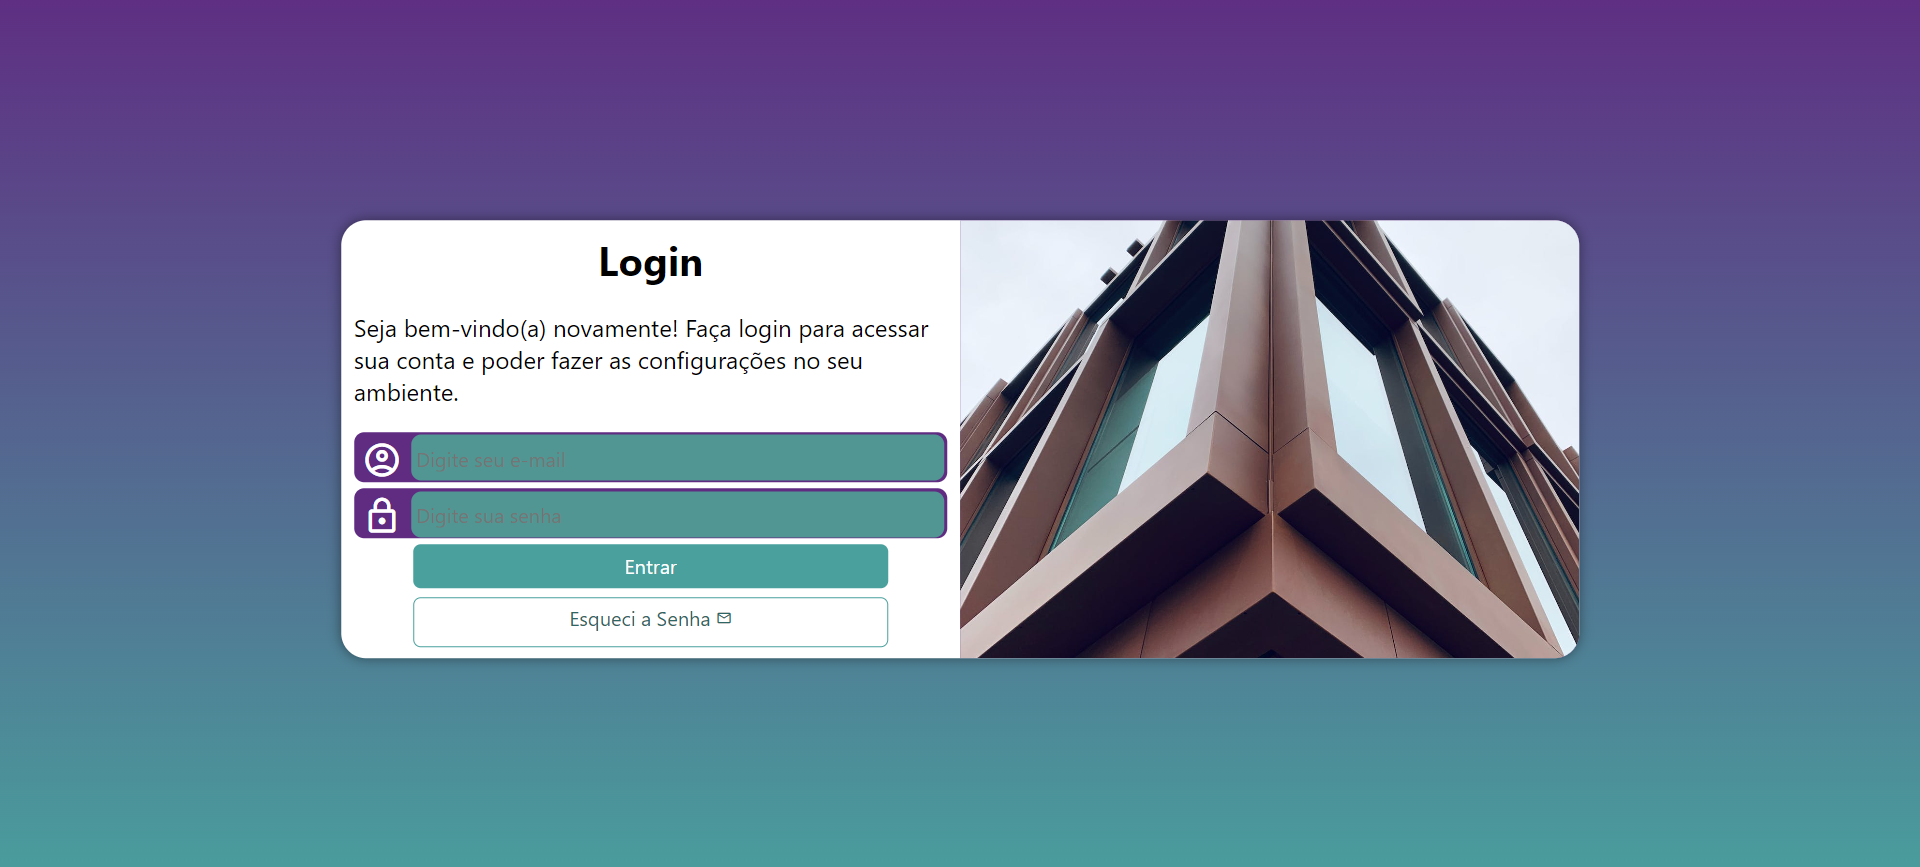 Login
Seja bem-vindo(a) novamente! Faça login para acessar
sua conta e poder fazer as configurações no seu
ambiente.
Digite seu e-mail
Digite sua senha
Entrar
Esqueci a Senha